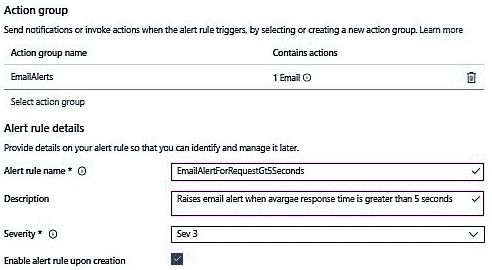 Action group
Send notifications or invoke actions when the alert rule triggers, by selecting or creating a new action group. Learn more
Action group name Contains actions
EmailAlerts 1 Email
Select action group
Alert rule details
Provide details on your alert rule so that you can identify and manage it later.
Alert rule name * EmailAlertForRequestGt5Seconds
Description Raises email alert when avargae response time is greater than 5 seconds
Severity * Sev 3
Enable alert rule upon creation